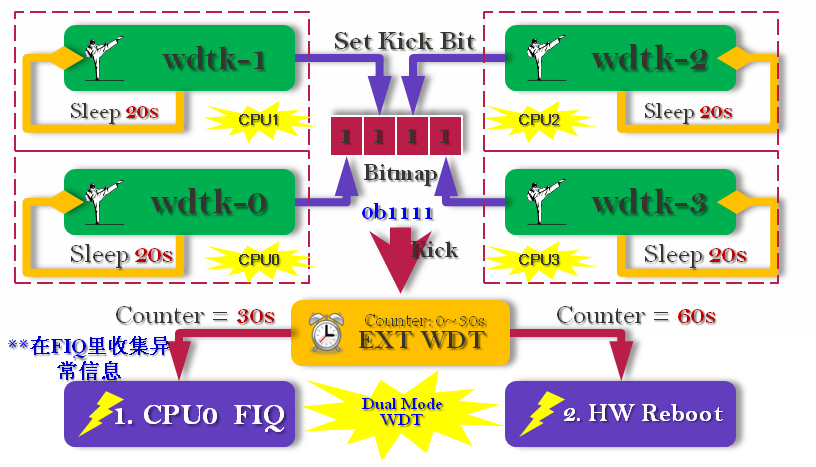 wdtk-1
Sleep 20s
CPU1
Set Kick Bit
wdtk-2
Sleep 20s
CPU2
1 1 1 1
Bitmap
0b1111
Kick
wdtk-0
Sleep 20s
CPU0
wdtk-3
Sleep 20s
CPU3
Counter = 30s
Counter: 0~30s
EXT WDT
Counter = 60s
**在FIQ里收集异
常信息
1. CPU0 FIQ
Dual Mode
WDT
2. HW Reboot